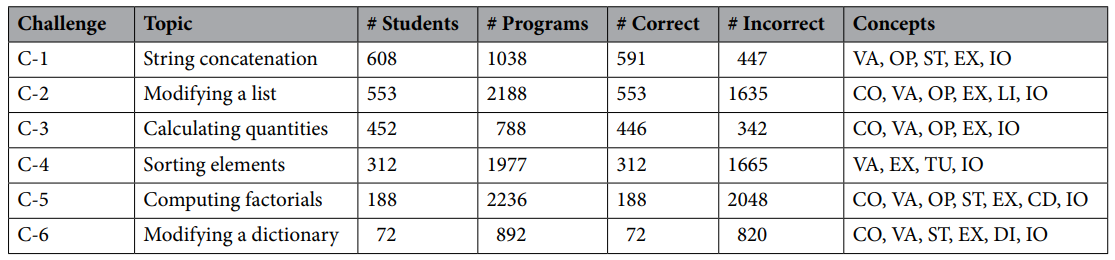 Challenge Topic # Students # Programs # Correct # Incorrect Concepts
C-1 String concatenation 608 1038 591 447 VA, OP, ST, EX, IO
C-2 Modifying a list 553 2188 553 1635 CO, VA, OP, EX, LI, IO
C-3 Calculating quantities 452 788 446 342 CO, VA, OP, EX, IO
C-4 Sorting elements 312 1977 312 1665 VA, EX, TU, IO
C-5 Computing factorials 188 2236 188 2048 CO, VA, OP, ST, EX, CD, IO
C-6 Modifying a dictionary 72 892 72 820 CO, VA, ST, EX, DI, IO